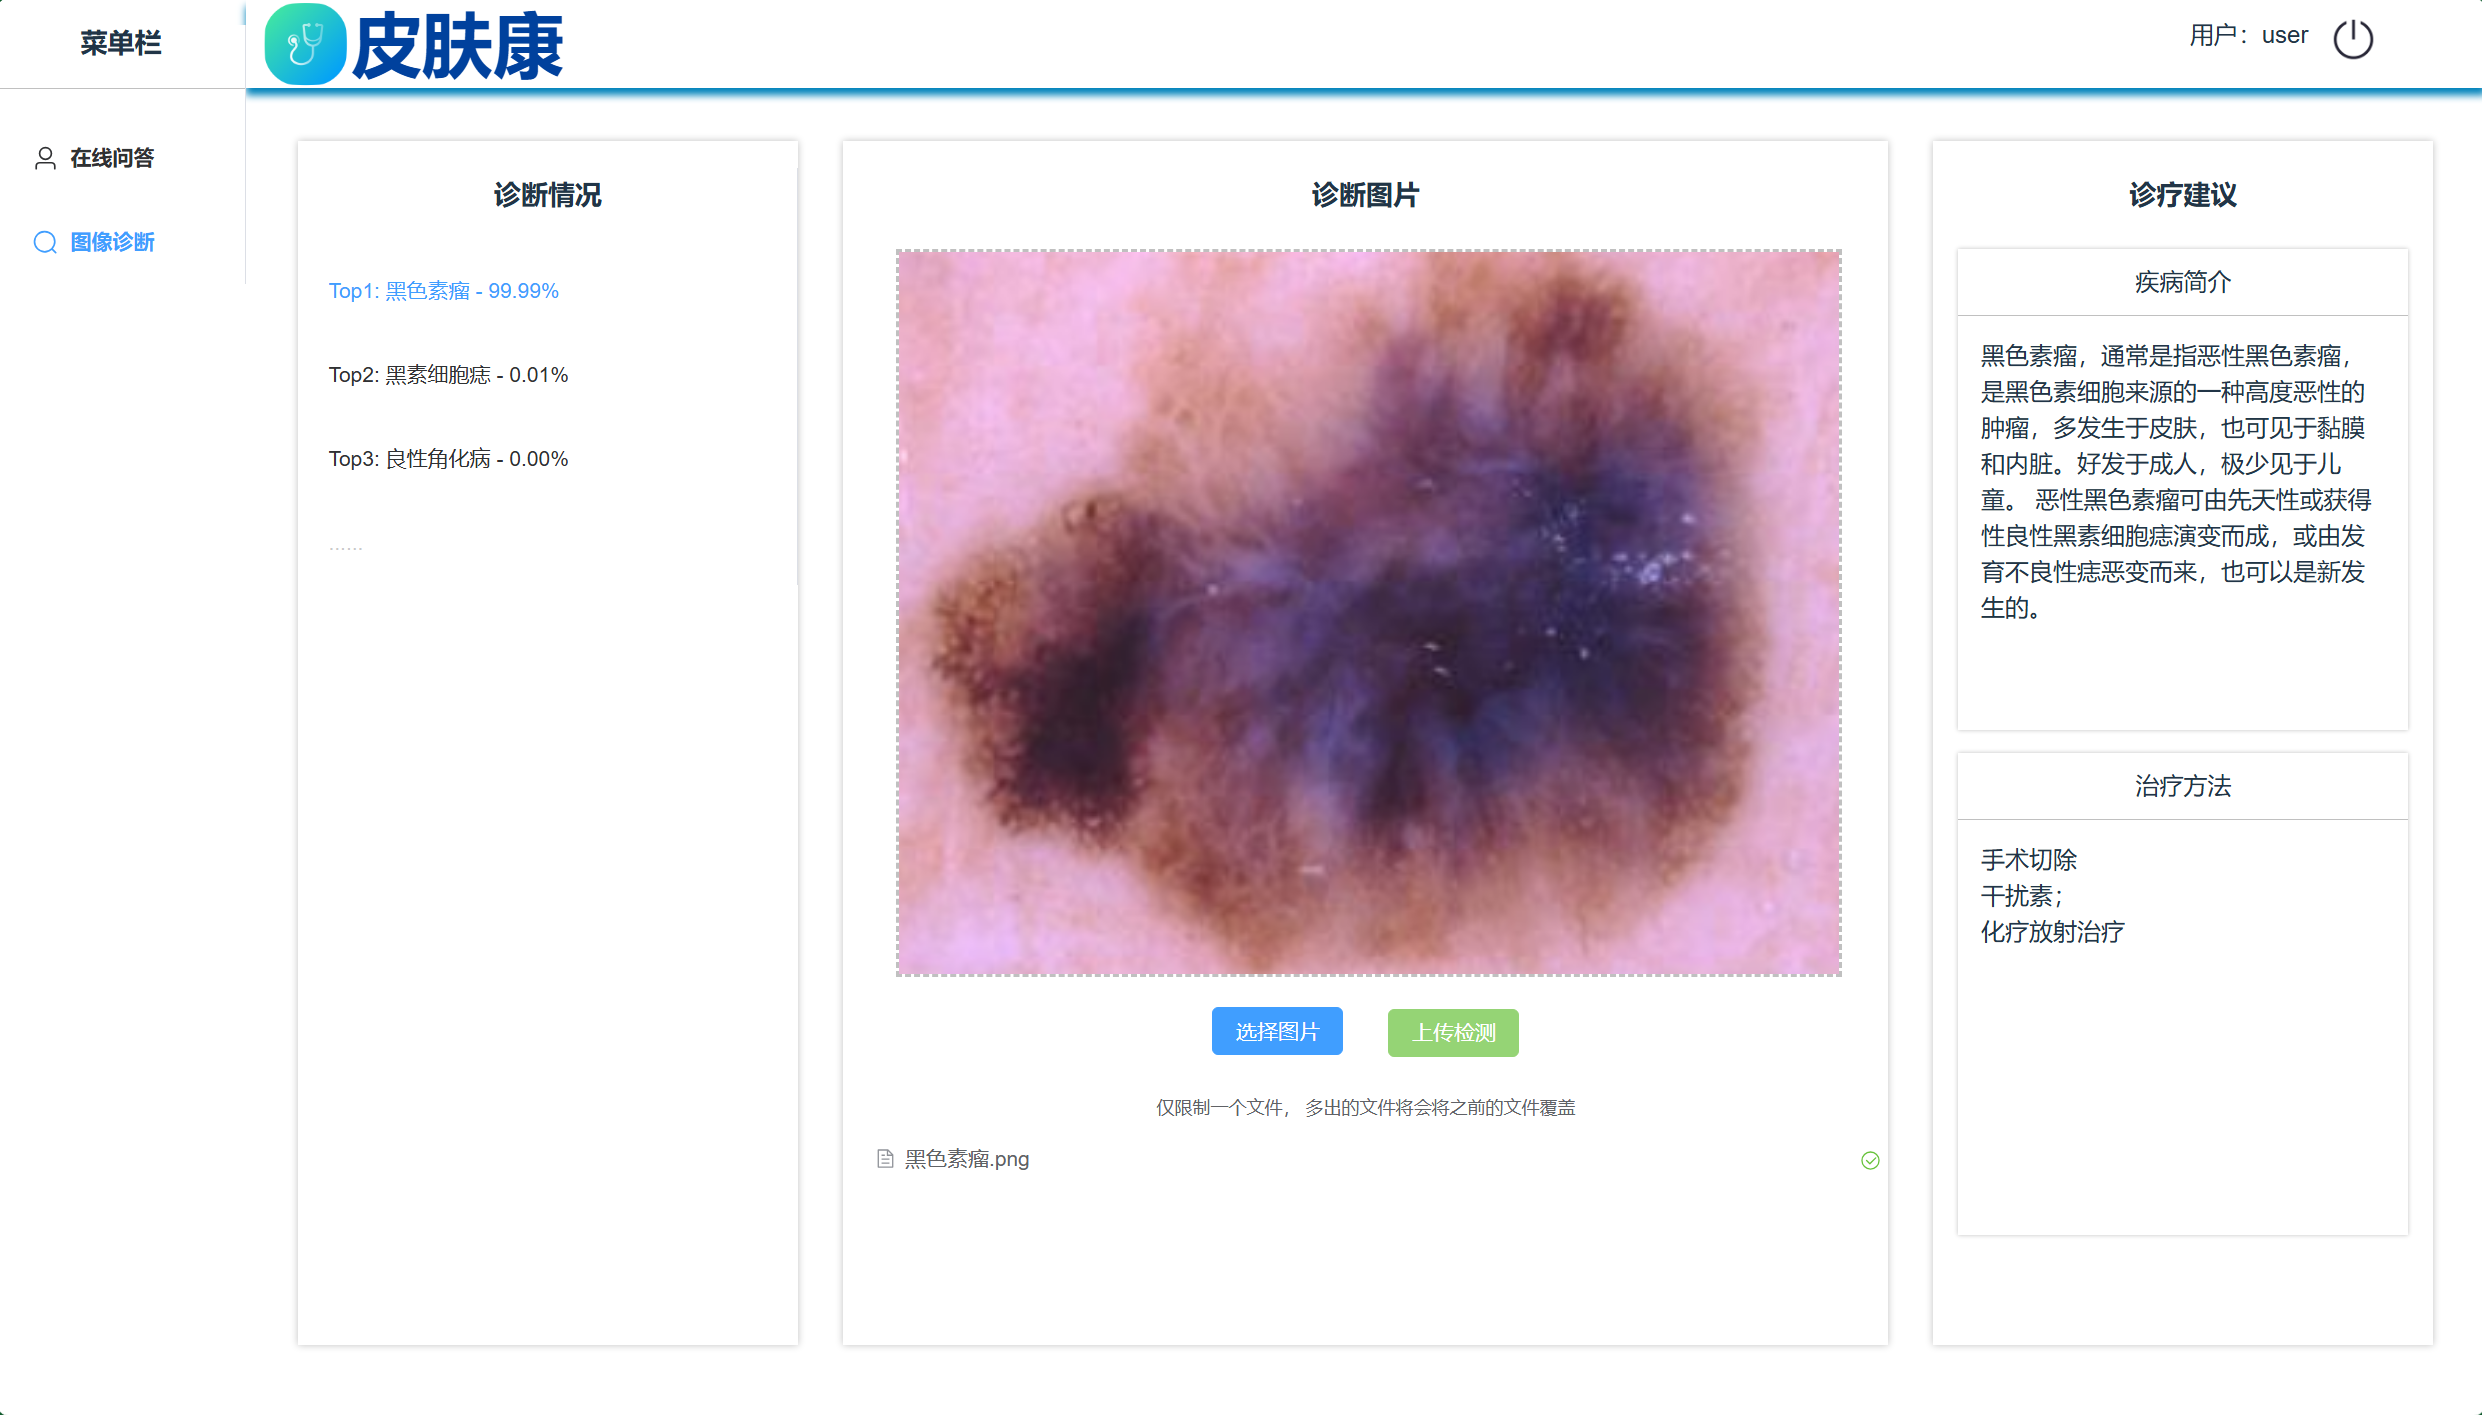 菜单栏
皮肤康
用户：user
在线问答
图像诊断
诊断情况
Top1: 黑色素瘤 - 99.99%
Top2: 黑素细胞痣 - 0.01%
Top3: 良性角化病 - 0.00%
......
诊断图片
选择图片
上传检测
仅限制一个文件， 多出的文件将会将之前的文件覆盖
黑色素瘤.png
诊疗建议
疾病简介
黑色素瘤，通常是指恶性黑色素瘤，
是黑色素细胞来源的一种高度恶性的
肿瘤，多发生于皮肤，也可见于黏膜
和内脏。好发于成人，极少见于儿
童。 恶性黑色素瘤可由先天性或获得
性良性黑素细胞痣演变而成，或由发
育不良性痣恶变而来，也可以是新发
生的。
治疗方法
手术切除
干扰素；
化疗放射治疗